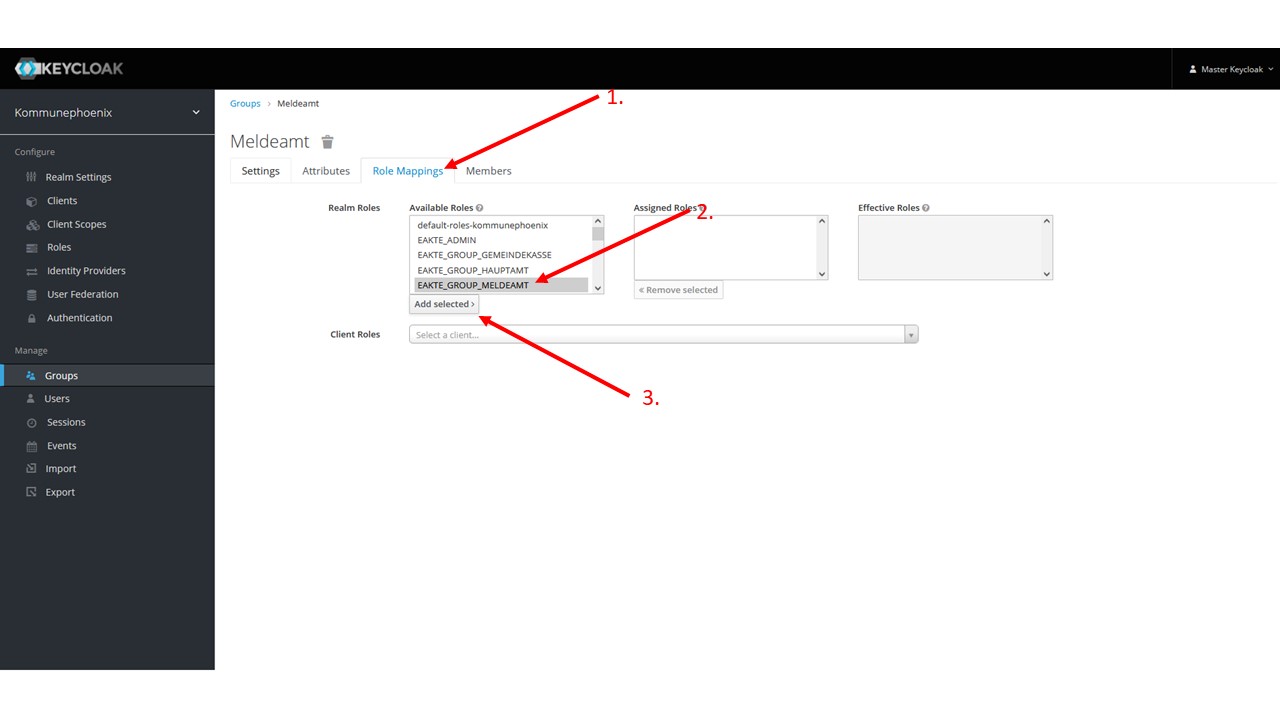 KEYCLOAK
Master Keycloak
Kommunephoenix
Groups > Meldeamt
1.
Configure
Meldeamt
Settings Attributes Role Mappings Members
Realm Settings
Clients
Client Scopes
Roles
Identity Providers
User Federation
Authentication
Realm Roles
Available Roles
Assigned Roles
2.
Effective Roles
default-roles-kommunephoenix
EAKTE_ADMIN
EAKTE_GROUP_GEMEINDEKASSE
EAKTE_GROUP_HAUPTAMT
EAKTE_GROUP_MELDEAMT
Add selected ›
« Remove selected
Client Roles
Select a client...
3.
Manage
Groups
Users
Sessions
Events
Import
Export